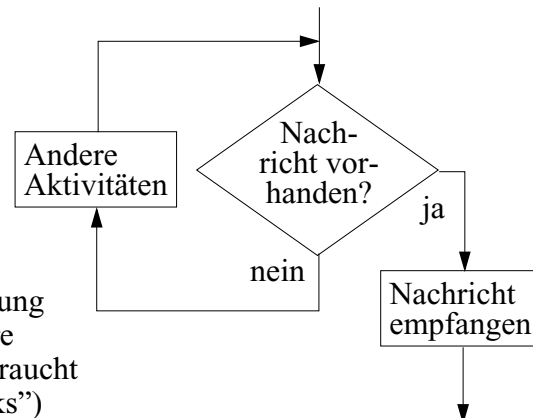 Nach-
richt vor-
handen?
Andere
Aktivitäten
ja
nein
Nachricht
empfangen